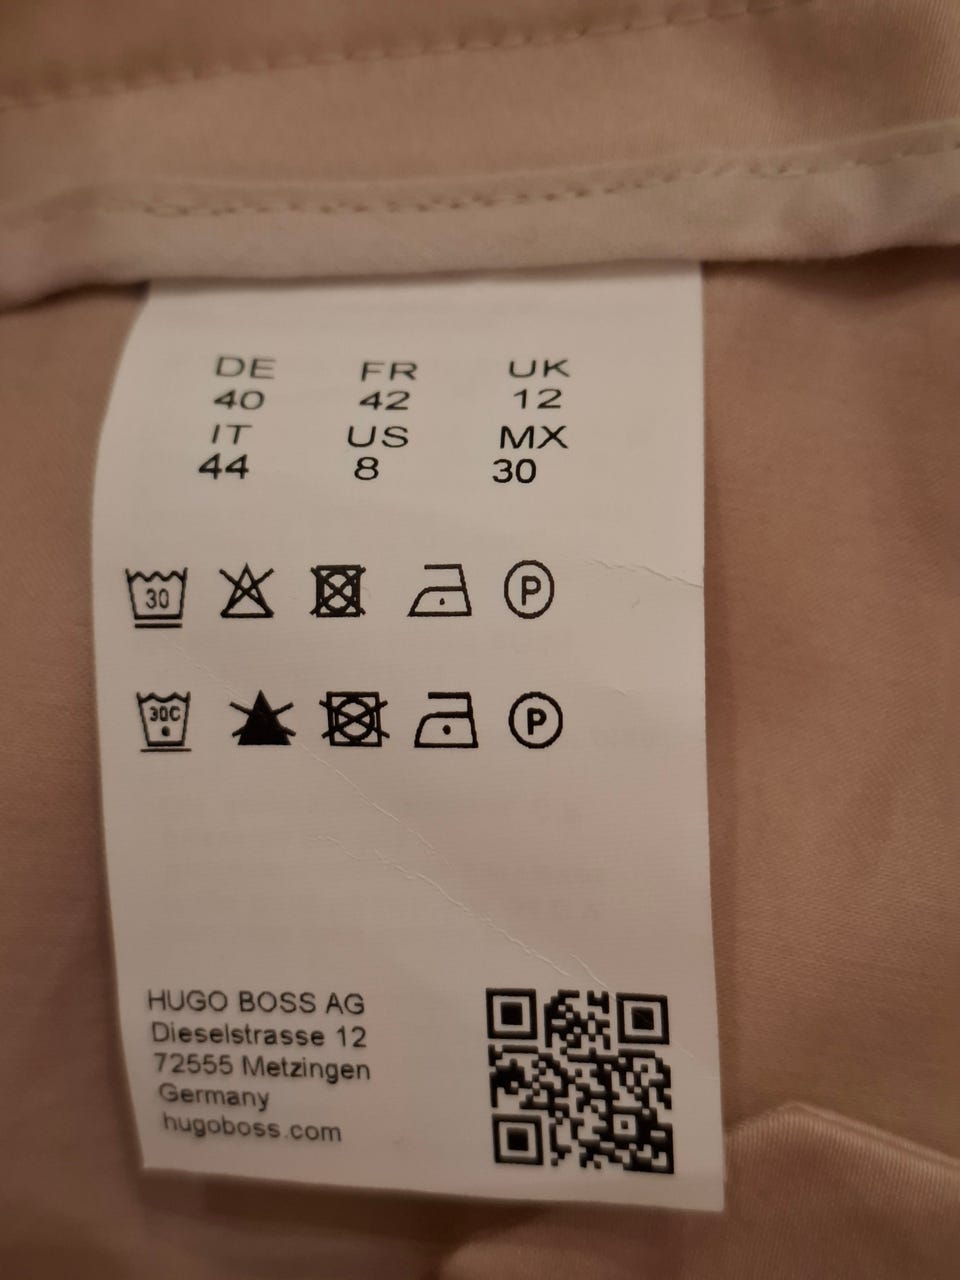 DE FR UK
40 42 12
IT US MX
44 8 30
30 P
30C P
HUGO BOSS AG
Dieselstrasse 12
72555 Metzingen
Germany
hugoboss.com